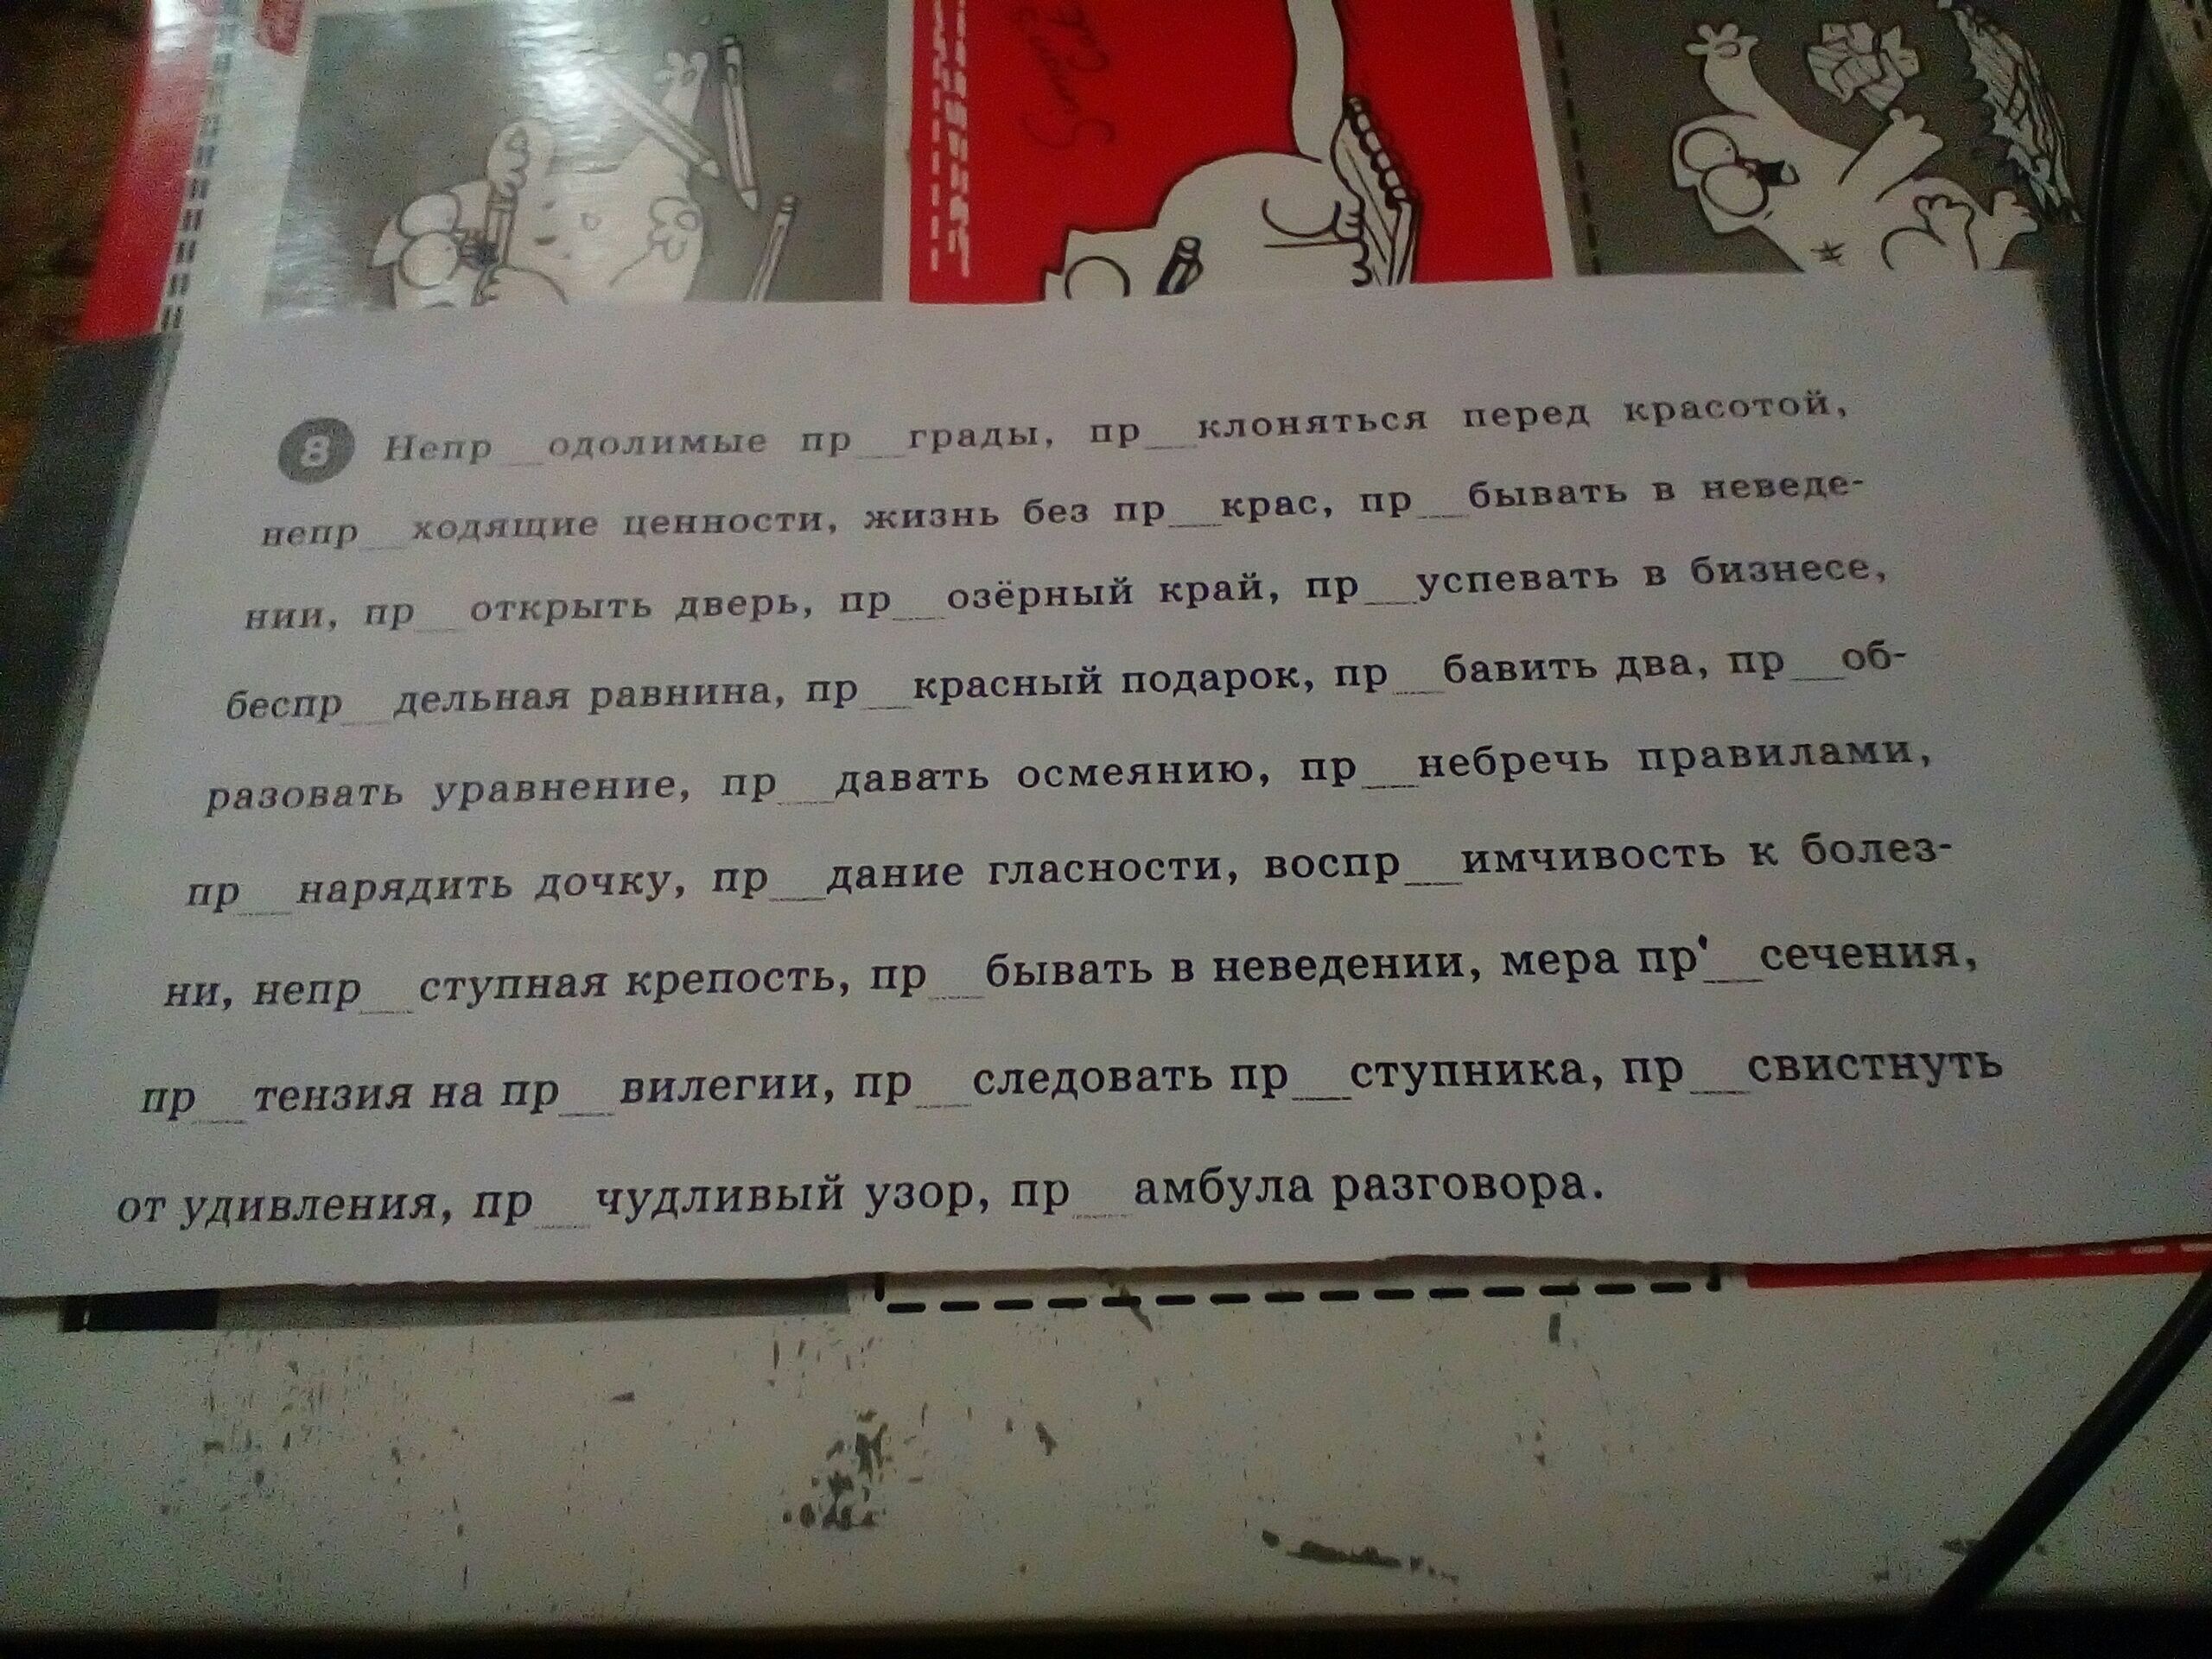 8 Непр__одолимые пр__грады, пр__клоняться перед красотой,
непр__ходящие ценности, жизнь без пр__крас, пр__бывать в неведе-
нии, пр__открыть дверь, пр__озёрный край, пр__успевать в бизнесе,
беспр__дельная равнина, пр__красный подарок, пр__бавить два, пр__об-
разовать уравнение, пр__давать осмеянию, пр__небречь правилами,
пр__нарядить дочку, пр__дание гласности, воспр__имчивость к болез-
ни, непр__ступная крепость, пр__бывать в неведении, мера пр__сечения,
пр__тензия на пр__вилегии, пр__следовать пр__ступника, пр__свистнуть
от удивления, пр__чудливый узор, пр__амбула разговора.